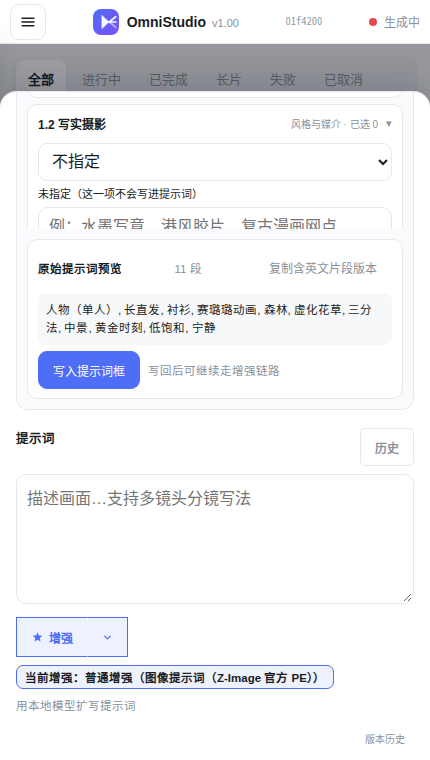 OmniStudio v1.00 01f4200 生成中
全部 进行中 已完成 长片 失败 已取消
1.2 写实摄影 风格与媒介 · 已选 0 ▾
不指定
未指定（这一项不会写进提示词）
例：水墨写意、港风胶片、复古漫画网点
原始提示词预览 11 段 复制含英文片段版本
人物（单人）, 长直发, 衬衫, 赛璐璐动画, 森林, 虚化花草, 三分
法, 中景, 黄金时刻, 低饱和, 宁静
写入提示词框 写回后可继续走增强链路
提示词
历史
描述画面…支持多镜头分镜写法
增强
当前增强：普通增强（图像提示词（Z-Image 官方 PE））
用本地模型扩写提示词
版本历史